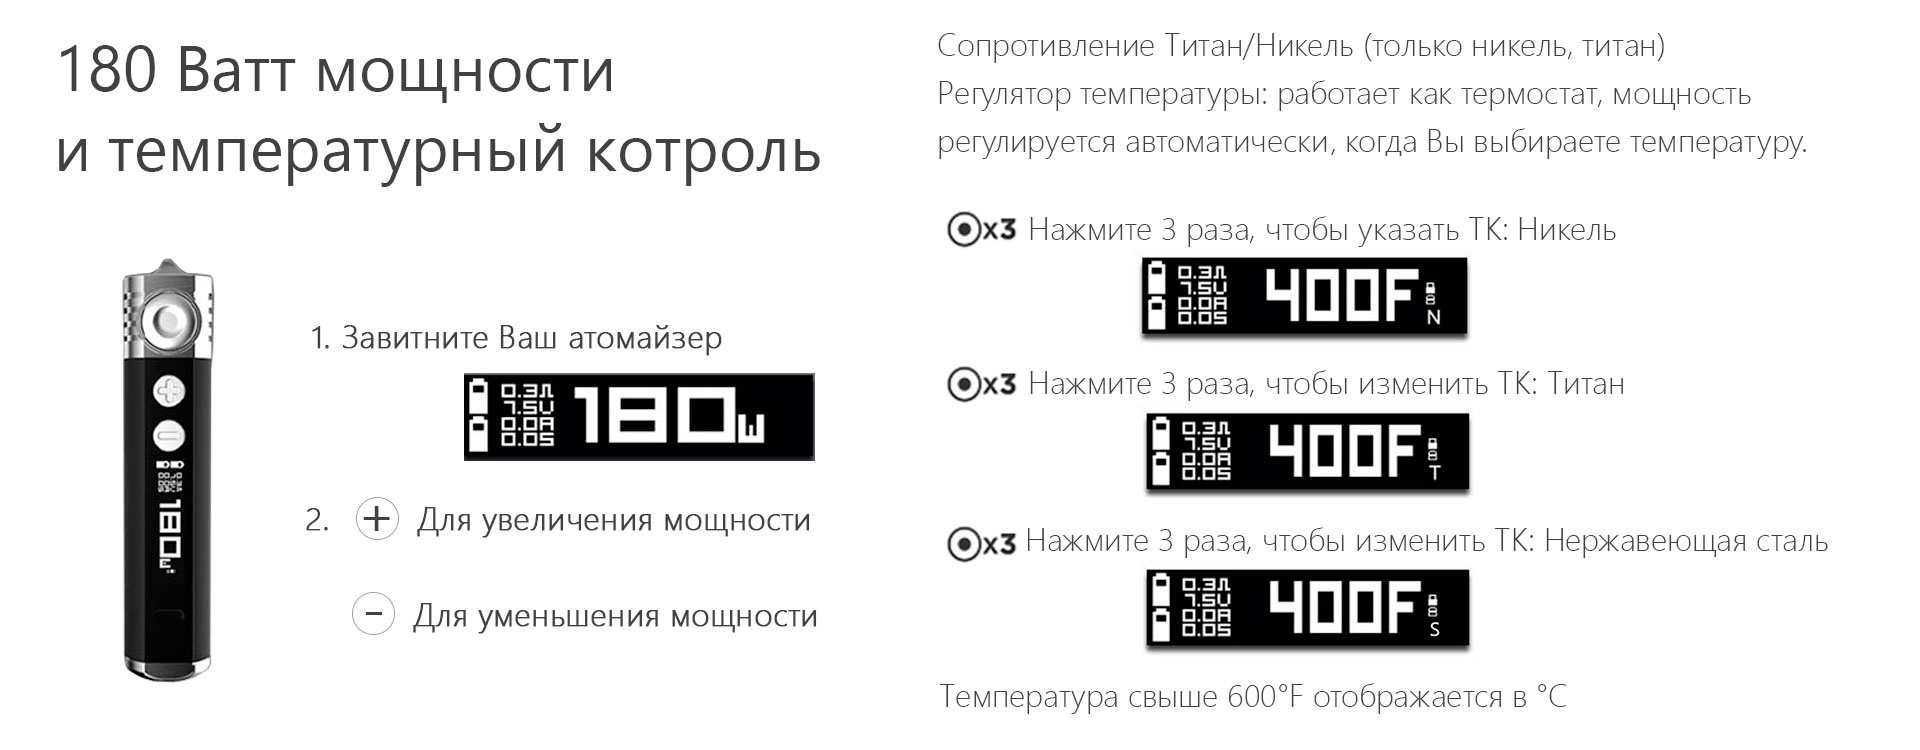 180 Ватт мощности
и температурный котроль
1. Завитните Ваш атомайзер
0.3Ω
7.5V
0.0A
0.0S
180W
2. + Для увеличения мощности
- Для уменьшения мощности
180W
Сопротивление Титан/Никель (только никель, титан)
Регулятор температуры: работает как термостат, мощность
регулируется автоматически, когда Вы выбираете температуру.
x3 Нажмите 3 раза, чтобы указать ТК: Никель
0.3Ω
7.5V
0.0A
0.0S
400F
N
x3 Нажмите 3 раза, чтобы изменить ТК: Титан
0.3Ω
7.5V
0.0A
0.0S
400F
T
x3 Нажмите 3 раза, чтобы изменить ТК: Нержавеющая сталь
0.3Ω
7.5V
0.0A
0.0S
400F
S
Температура свыше 600°F отображается в °C